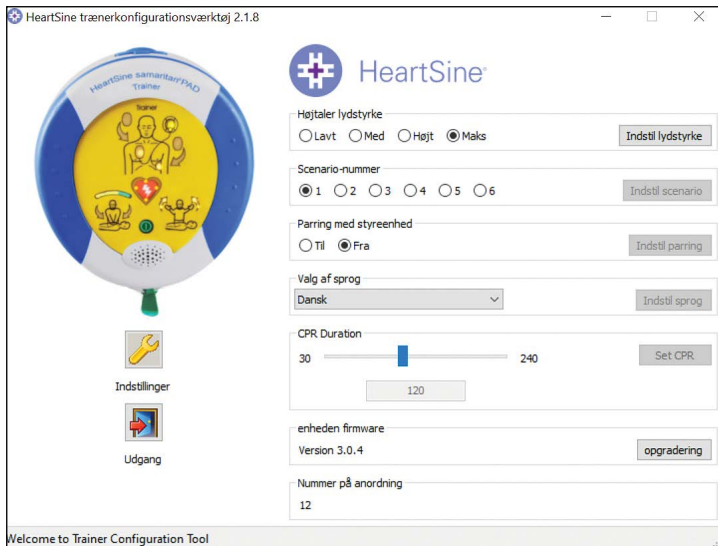 HeartSine trænerkonfigurationsværktøj 2.1.8
HeartSine samaritan PAD
Trainer
Trainer
Indstillinger
Udgang
HeartSine
Højtaler lydstyrke
Lavt Med Højt Maks Indstil lydstyrke
Scenario-nummer
1 2 3 4 5 6 Indstil scenario
Parring med styreenhed
Til Fra Indstil parring
Valg af sprog
Dansk Indstil sprog
CPR Duration
30 240 Set CPR
120
enheden firmware
Version 3.0.4 opgradering
Nummer på anordning
12
Welcome to Trainer Configuration Tool